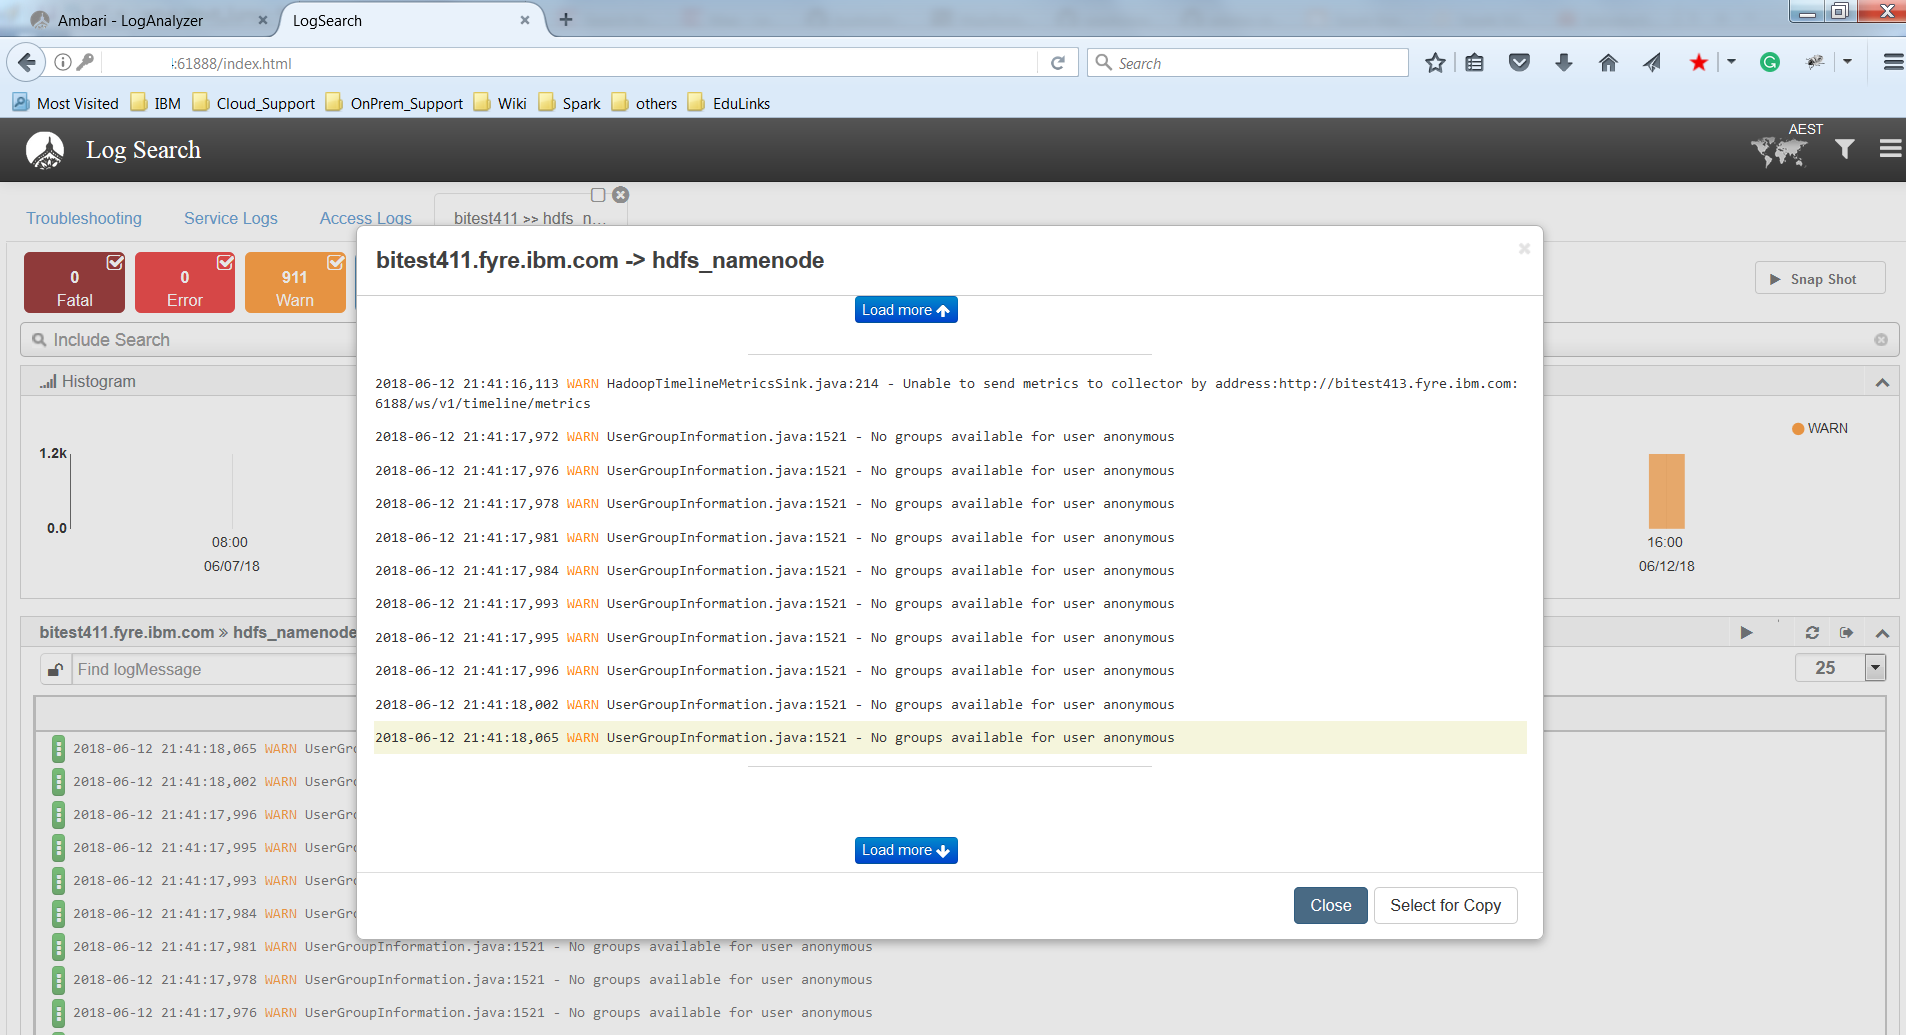 Ambari - LogAnalyzer
LogSearch
:61888/index.html
Search
Most Visited IBM Cloud_Support OnPrem_Support Wiki Spark others EduLinks
Log Search
AEST
Troubleshooting Service Logs Access Logs bitest411 >> hdfs_n...
0
Fatal
0
Error
911
Warn
Snap Shot
Include Search
Histogram
1.2k
0.0
08:00
06/07/18
WARN
16:00
06/12/18
bitest411.fyre.ibm.com » hdfs_namenode
Find logMessage
25
2018-06-12 21:41:18,065 WARN UserGr
2018-06-12 21:41:18,002 WARN UserGr
2018-06-12 21:41:17,996 WARN UserGr
2018-06-12 21:41:17,995 WARN UserGr
2018-06-12 21:41:17,993 WARN UserGr
2018-06-12 21:41:17,984 WARN UserGr
2018-06-12 21:41:17,981 WARN UserGroupInformation.java:1521 - No groups available for user anonymous
2018-06-12 21:41:17,978 WARN UserGroupInformation.java:1521 - No groups available for user anonymous
2018-06-12 21:41:17,976 WARN UserGroupInformation.java:1521 - No groups available for user anonymous
bitest411.fyre.ibm.com -> hdfs_namenode
Load more
2018-06-12 21:41:16,113 WARN HadoopTimelineMetricsSink.java:214 - Unable to send metrics to collector by address:http://bitest413.fyre.ibm.com:
6188/ws/v1/timeline/metrics
2018-06-12 21:41:17,972 WARN UserGroupInformation.java:1521 - No groups available for user anonymous
2018-06-12 21:41:17,976 WARN UserGroupInformation.java:1521 - No groups available for user anonymous
2018-06-12 21:41:17,978 WARN UserGroupInformation.java:1521 - No groups available for user anonymous
2018-06-12 21:41:17,981 WARN UserGroupInformation.java:1521 - No groups available for user anonymous
2018-06-12 21:41:17,984 WARN UserGroupInformation.java:1521 - No groups available for user anonymous
2018-06-12 21:41:17,993 WARN UserGroupInformation.java:1521 - No groups available for user anonymous
2018-06-12 21:41:17,995 WARN UserGroupInformation.java:1521 - No groups available for user anonymous
2018-06-12 21:41:17,996 WARN UserGroupInformation.java:1521 - No groups available for user anonymous
2018-06-12 21:41:18,002 WARN UserGroupInformation.java:1521 - No groups available for user anonymous
2018-06-12 21:41:18,065 WARN UserGroupInformation.java:1521 - No groups available for user anonymous
Load more
Close
Select for Copy